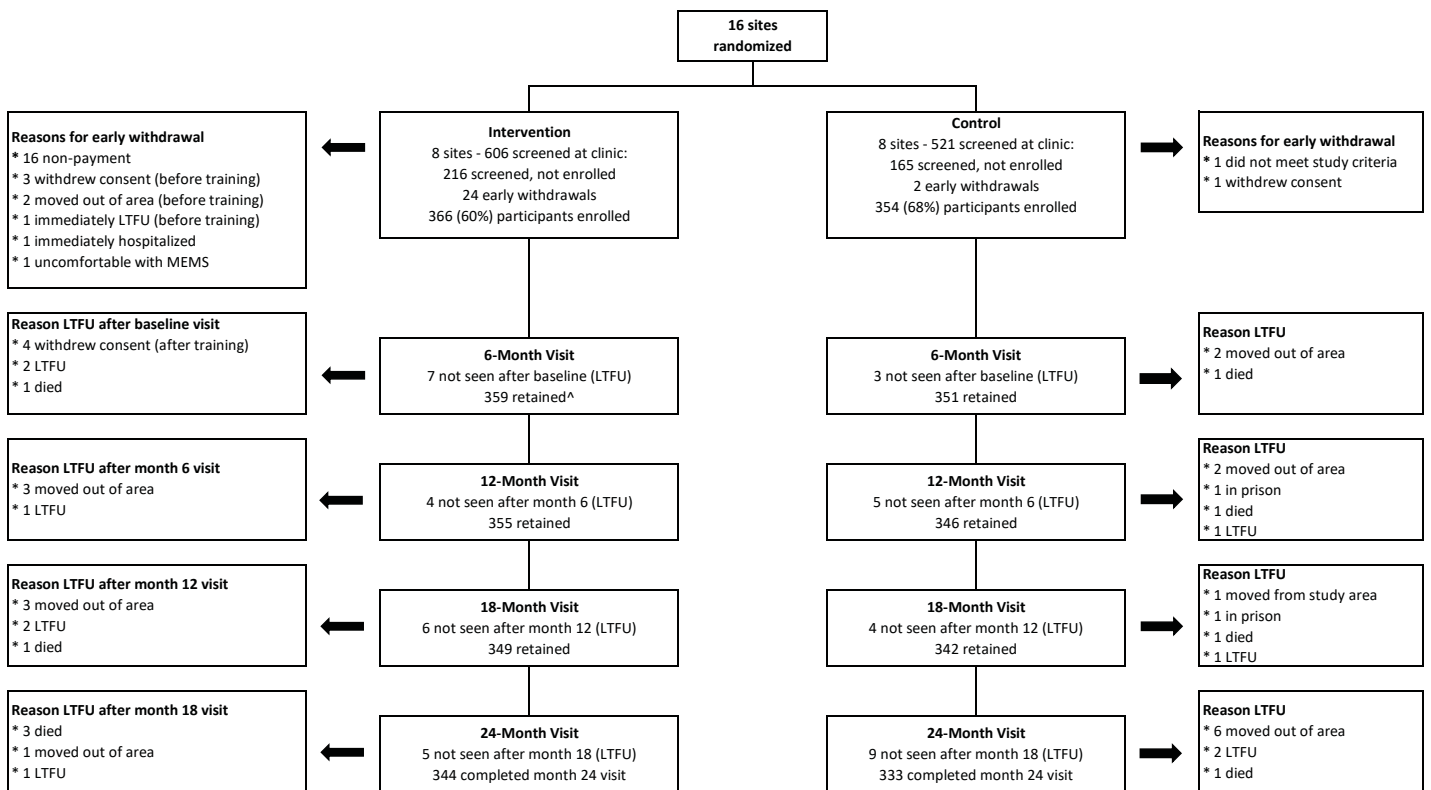 16 sites
randomized
Reasons for early withdrawal
* 16 non-payment
* 3 withdrew consent (before training)
* 2 moved out of area (before training)
* 1 immediately LTFU (before training)
* 1 immediately hospitalized
* 1 uncomfortable with MEMS
Intervention
8 sites - 606 screened at clinic:
216 screened, not enrolled
24 early withdrawals
366 (60%) participants enrolled
Control
8 sites - 521 screened at clinic:
165 screened, not enrolled
2 early withdrawals
354 (68%) participants enrolled
Reasons for early withdrawal
* 1 did not meet study criteria
* 1 withdrew consent
Reason LTFU after baseline visit
* 4 withdrew consent (after training)
* 2 LTFU
* 1 died
6-Month Visit
7 not seen after baseline (LTFU)
359 retained^
6-Month Visit
3 not seen after baseline (LTFU)
351 retained
Reason LTFU
* 2 moved out of area
* 1 died
Reason LTFU after month 6 visit
* 3 moved out of area
* 1 LTFU
12-Month Visit
4 not seen after month 6 (LTFU)
355 retained
12-Month Visit
5 not seen after month 6 (LTFU)
346 retained
Reason LTFU
* 2 moved out of area
* 1 in prison
* 1 died
* 1 LTFU
Reason LTFU after month 12 visit
* 3 moved out of area
* 2 LTFU
* 1 died
18-Month Visit
6 not seen after month 12 (LTFU)
349 retained
18-Month Visit
4 not seen after month 12 (LTFU)
342 retained
Reason LTFU
* 1 moved from study area
* 1 in prison
* 1 died
* 1 LTFU
Reason LTFU after month 18 visit
* 3 died
* 1 moved out of area
* 1 LTFU
24-Month Visit
5 not seen after month 18 (LTFU)
344 completed month 24 visit
24-Month Visit
9 not seen after month 18 (LTFU)
333 completed month 24 visit
Reason LTFU
* 6 moved out of area
* 2 LTFU
* 1 died